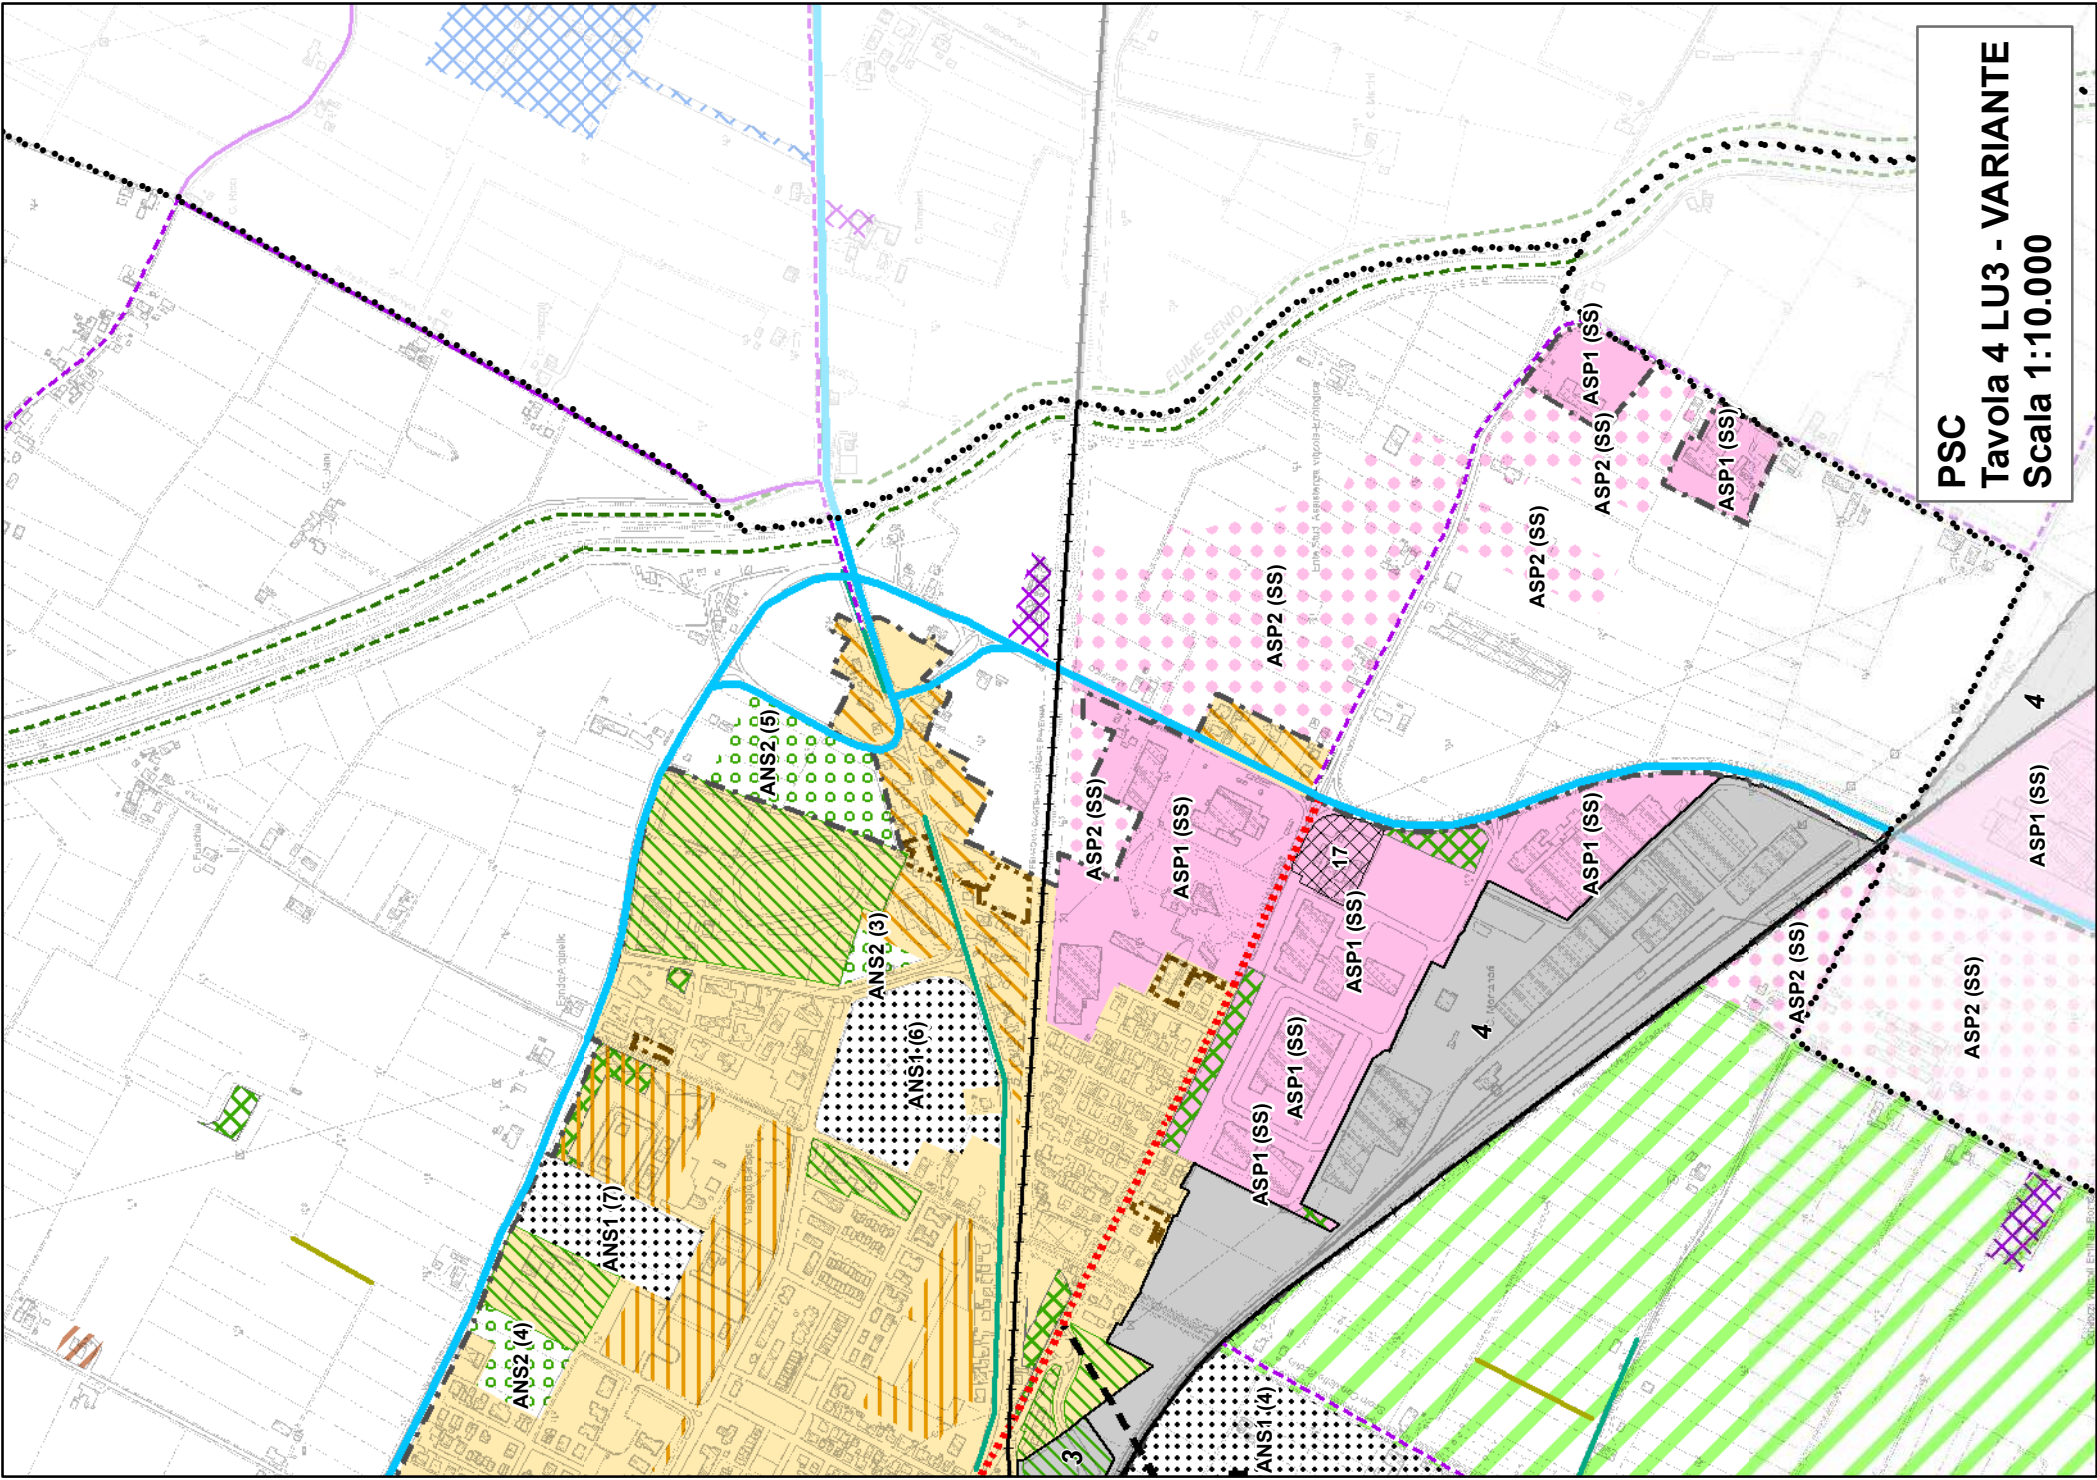 PSC
Tavola 4 LU3 - VARIANTE
Scala 1:10.000
ANS2 (5)
ANS2 (3)
ANS1 (6)
ANS1 (7)
ANS2 (4)
ANS1 (4)
3
4
4
17
ASP2 (SS)
ASP1 (SS)
ASP1 (SS)
ASP1 (SS)
ASP1 (SS)
ASP1 (SS)
ASP2 (SS)
ASP2 (SS)
ASP2 (SS)
ASP1 (SS)
ASP1 (SS)
ASP2 (SS)
ASP2 (SS)
ASP1 (SS)
FIUME SENIO